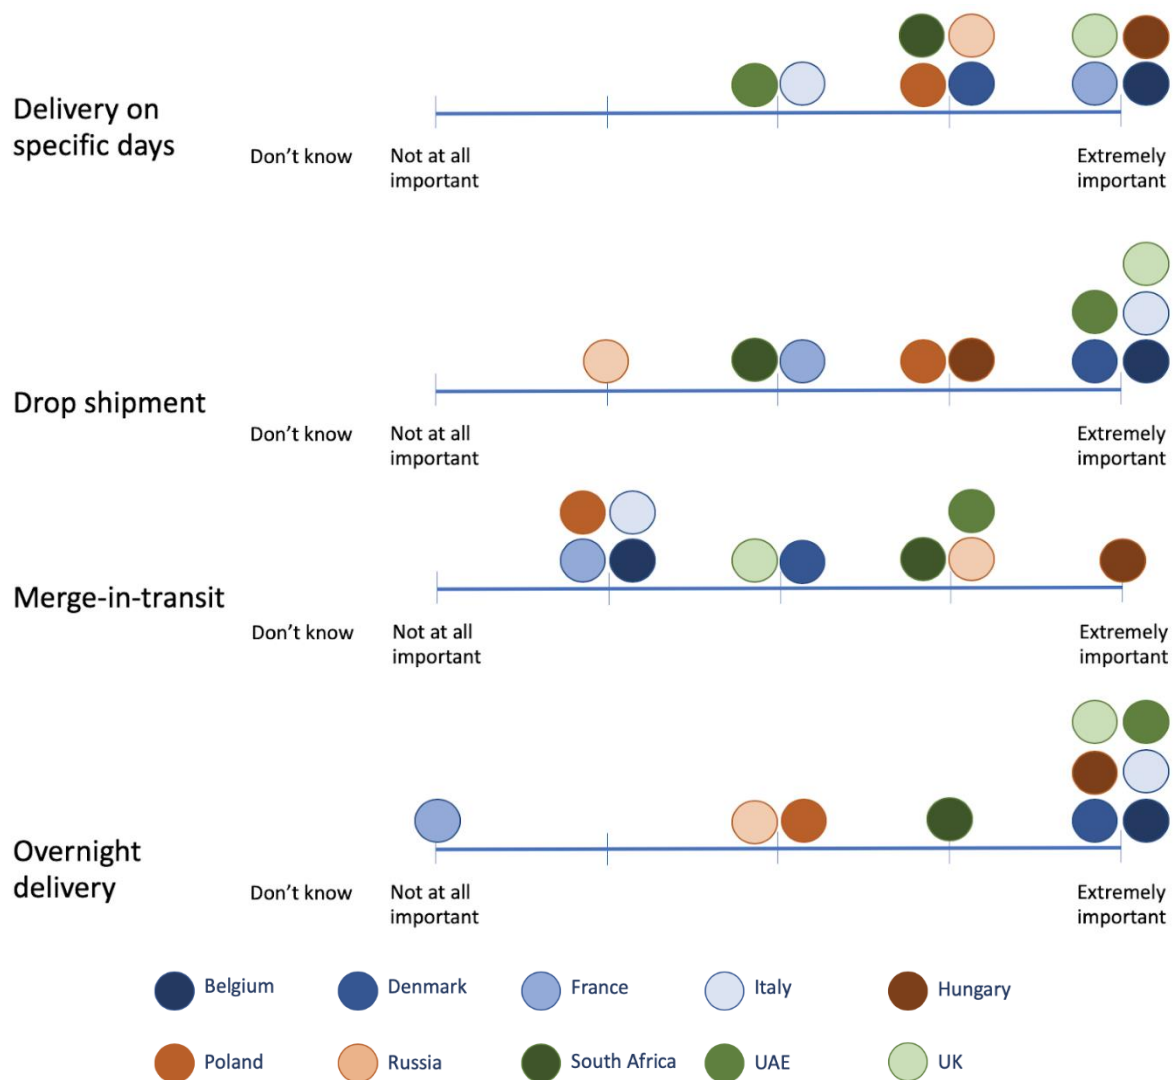 Delivery on
specific days
Don't know
Not at all
important
Extremely
important
Drop shipment
Don't know
Not at all
important
Extremely
important
Merge-in-transit
Don't know
Not at all
important
Extremely
important
Overnight
delivery
Don't know
Not at all
important
Extremely
important
Belgium
Denmark
France
Italy
Hungary
Poland
Russia
South Africa
UAE
UK